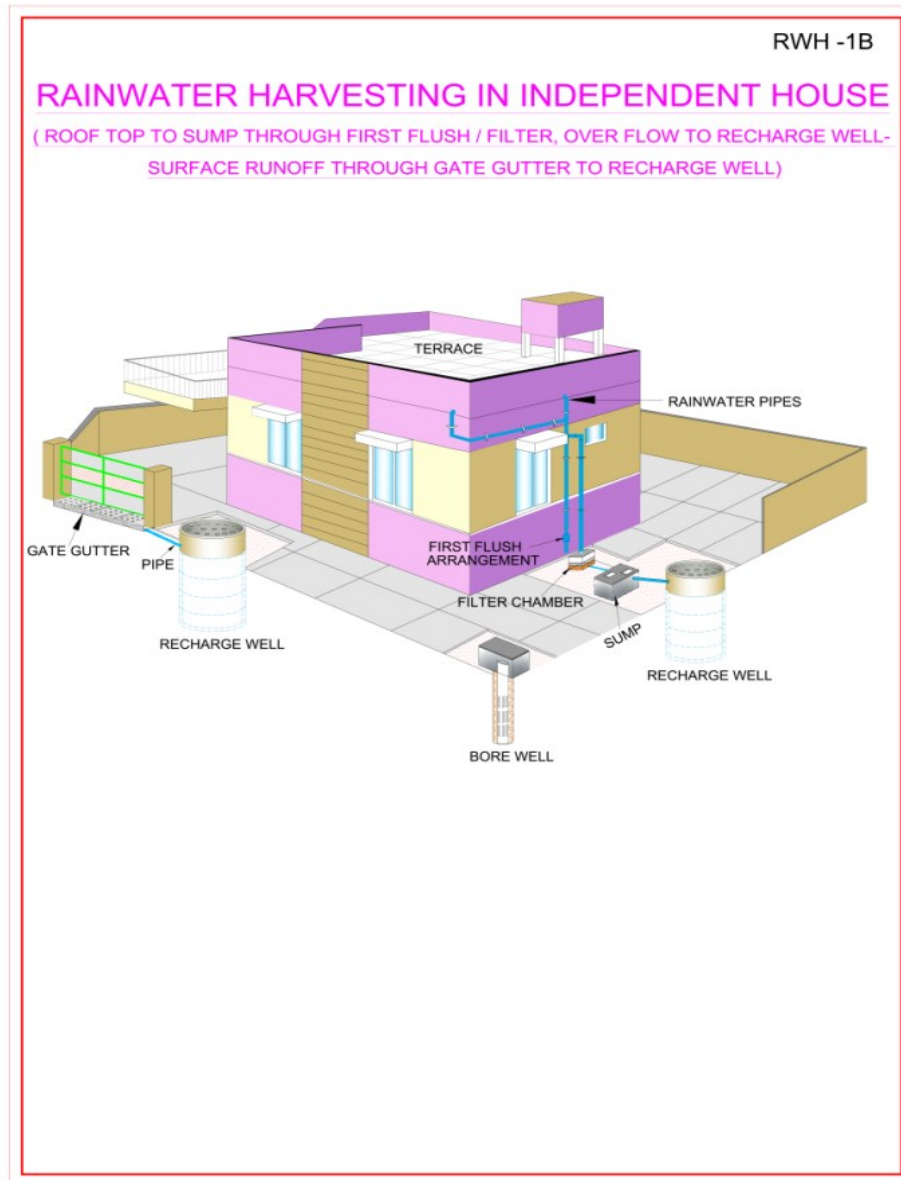 RWH -1B
RAINWATER HARVESTING IN INDEPENDENT HOUSE
( ROOF TOP TO SUMP THROUGH FIRST FLUSH / FILTER, OVER FLOW TO RECHARGE WELL-
SURFACE RUNOFF THROUGH GATE GUTTER TO RECHARGE WELL)
TERRACE
RAINWATER PIPES
GATE GUTTER
PIPE
FIRST FLUSH
ARRANGEMENT
FILTER CHAMBER
SUMP
RECHARGE WELL
RECHARGE WELL
BORE WELL